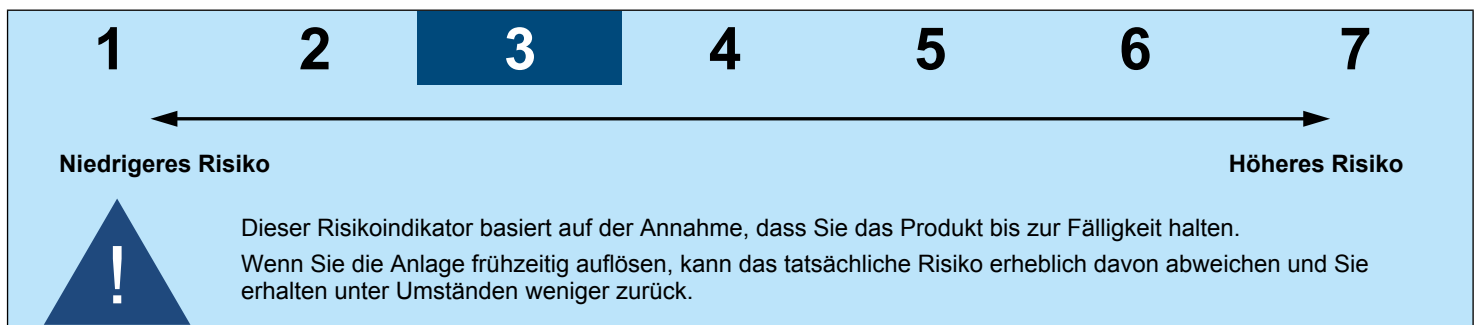 1 2 3 4 5 6 7
Niedrigeres Risiko Höheres Risiko
! Dieser Risikoindikator basiert auf der Annahme, dass Sie das Produkt bis zur Fälligkeit halten.
Wenn Sie die Anlage frühzeitig auflösen, kann das tatsächliche Risiko erheblich davon abweichen und Sie
erhalten unter Umständen weniger zurück.